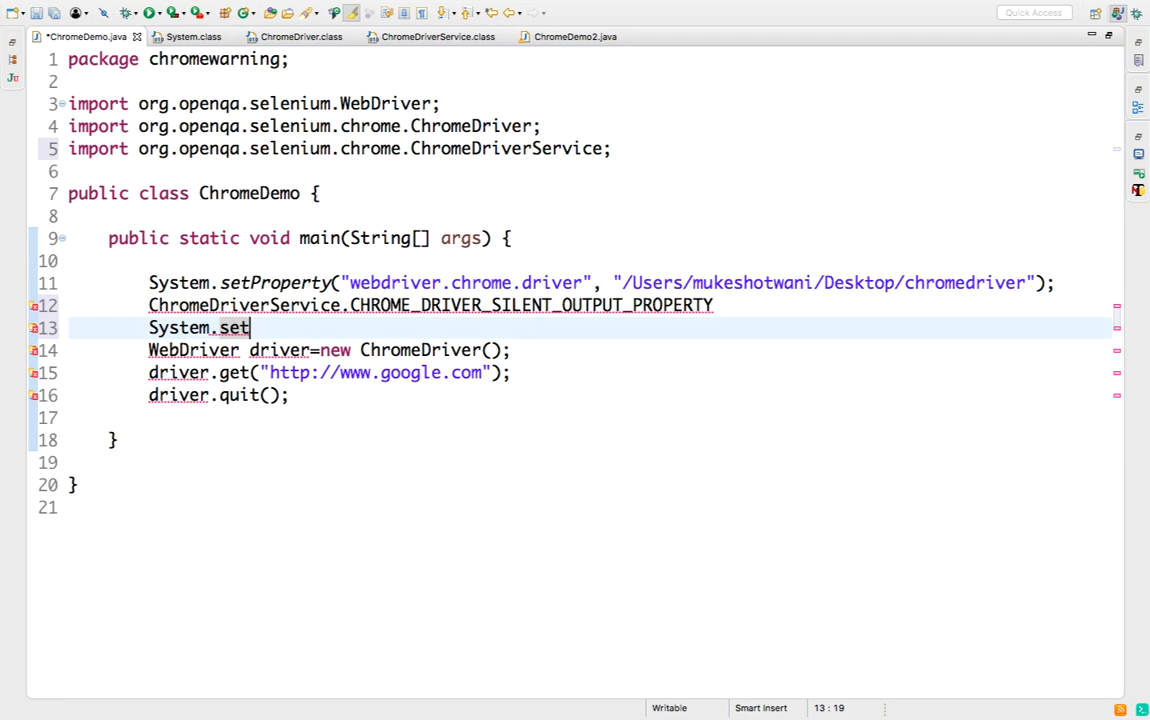 Quick Access
*ChromeDemo.java System.class ChromeDriver.class ChromeDriverService.class ChromeDemo2.java
1 package chromewarning;
2
3 import org.openqa.selenium.WebDriver;
4 import org.openqa.selenium.chrome.ChromeDriver;
5 import org.openqa.selenium.chrome.ChromeDriverService;
6
7 public class ChromeDemo {
8
9 public static void main(String[] args) {
10
11 System.setProperty("webdriver.chrome.driver", "/Users/mukeshotwani/Desktop/chromedriver");
12 ChromeDriverService.CHROME_DRIVER_SILENT_OUTPUT_PROPERTY
13 System.set
14 WebDriver driver=new ChromeDriver();
15 driver.get("http://www.google.com");
16 driver.quit();
17
18 }
19
20 }
21
Writable Smart Insert 13 : 19